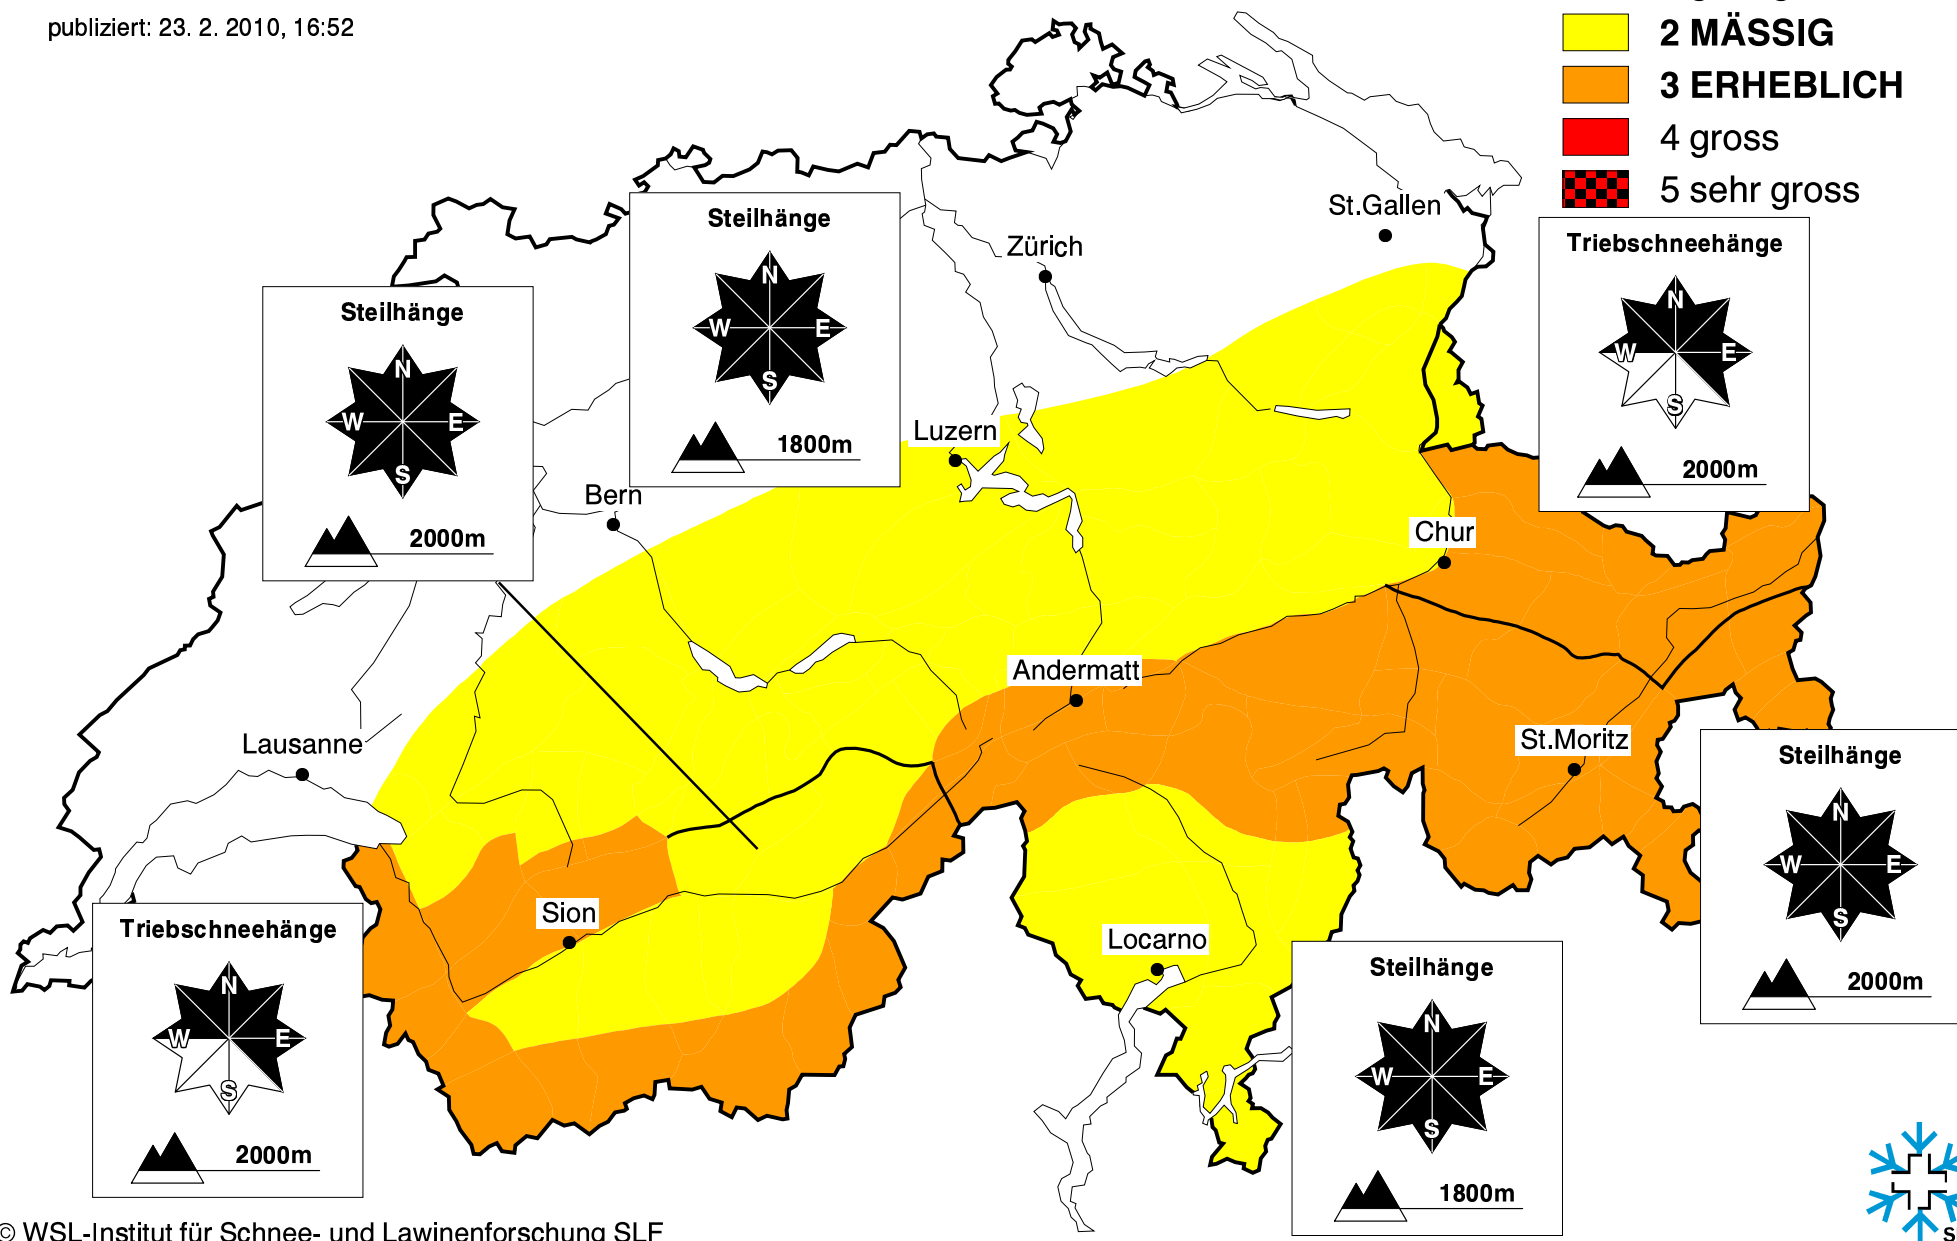 publiziert: 23. 2. 2010, 16:52
2 MÄSSIG
3 ERHEBLICH
4 gross
5 sehr gross
St.Gallen
Zürich
Steilhänge
N
W E
S
1800m
Triebschneehänge
N
W E
S
2000m
Steilhänge
N
W E
S
2000m
Luzern
Bern
Chur
Andermatt
Lausanne
St.Moritz
Steilhänge
N
W E
S
2000m
Sion
Locarno
Triebschneehänge
N
W E
S
2000m
Steilhänge
N
W E
S
1800m
© WSL-Institut für Schnee- und Lawinenforschung SLF